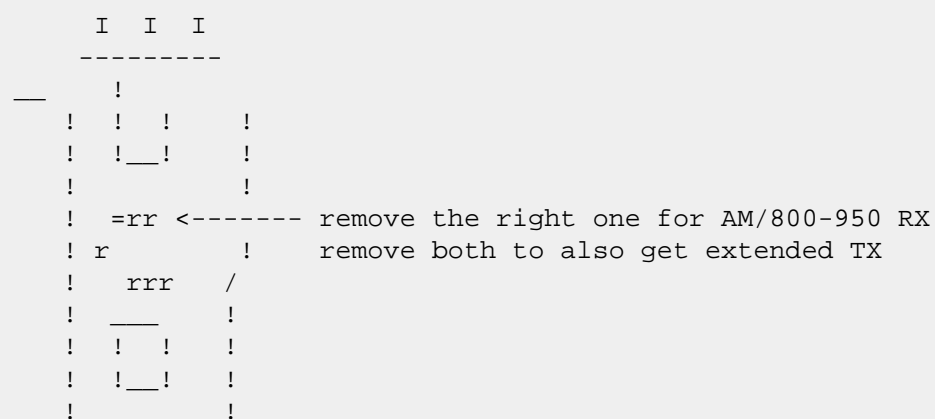 I I I
---------
__ !
! ! ! !
! !__! !
! !
! =rr <------- remove the right one for AM/800-950 RX
! r ! remove both to also get extended TX
! rrr /
! ___ !
! ! ! !
! !__! !
! !